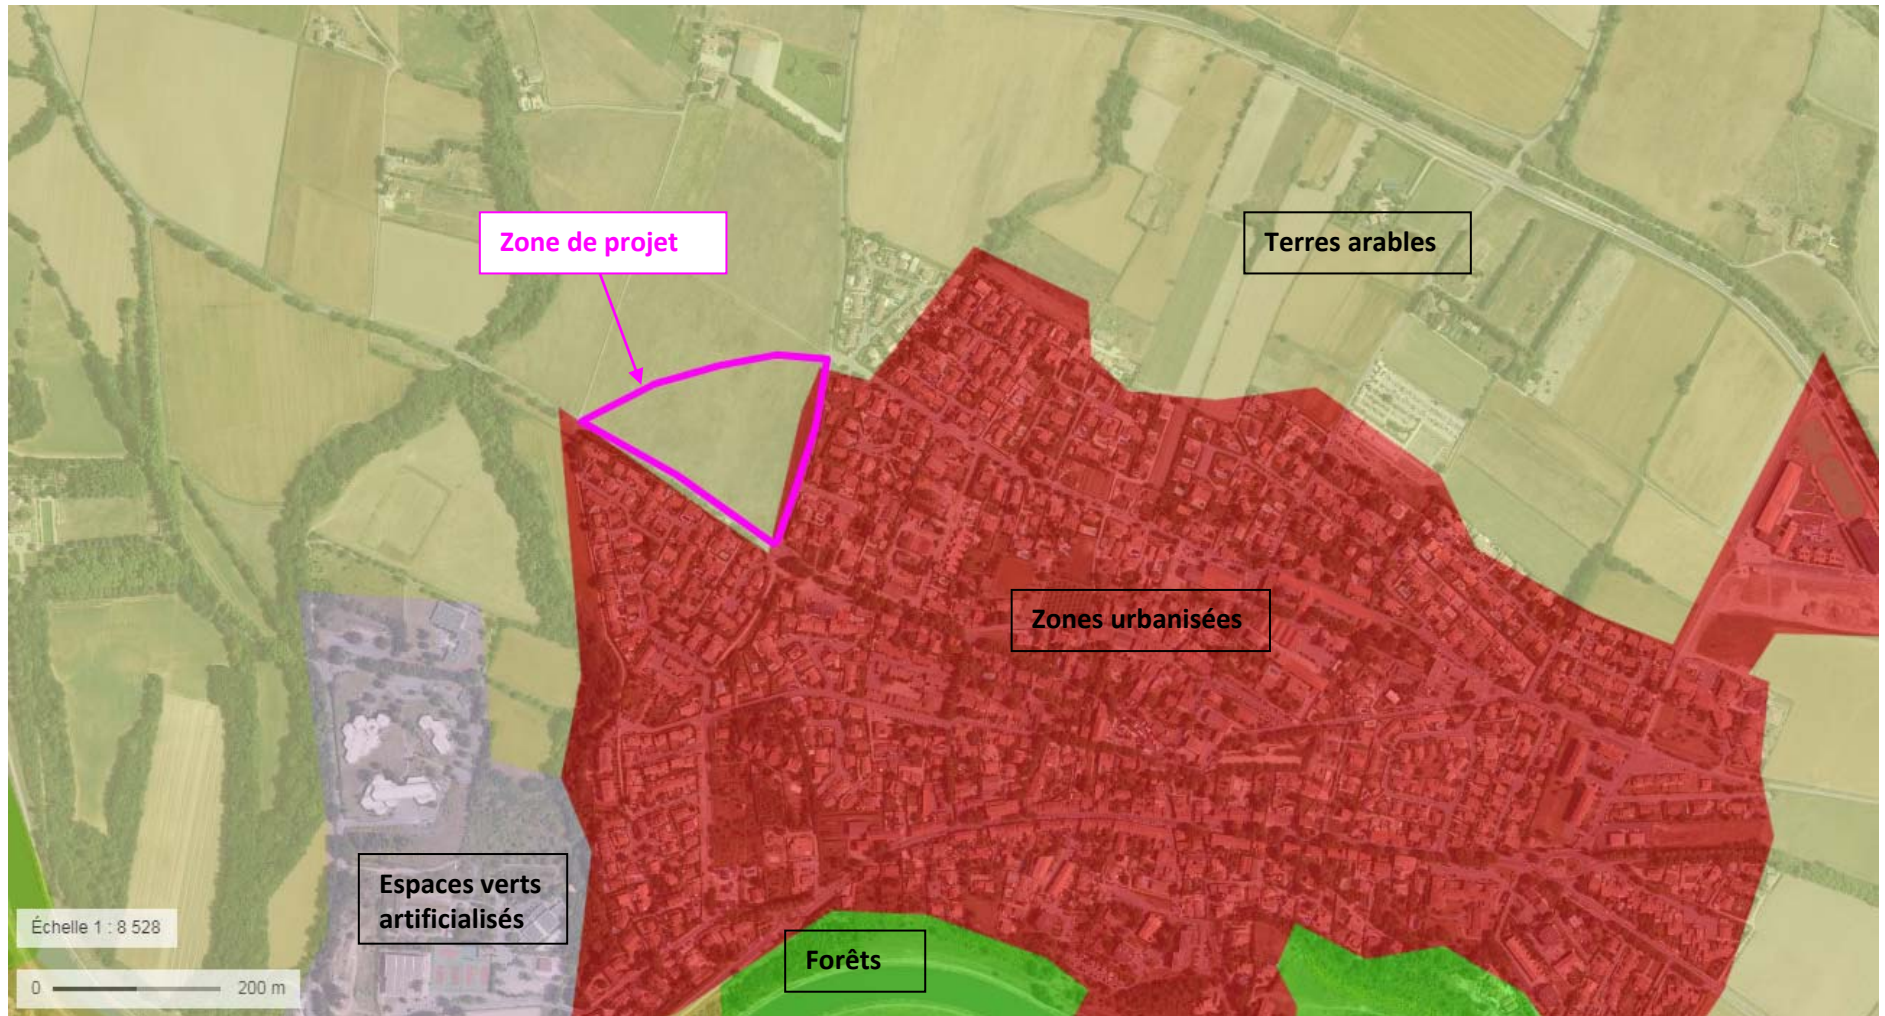 Zone de projet
Terres arables
Zones urbanisées
Espaces verts
artificialisés
Forêts
Échelle 1 : 8 528
0
200 m